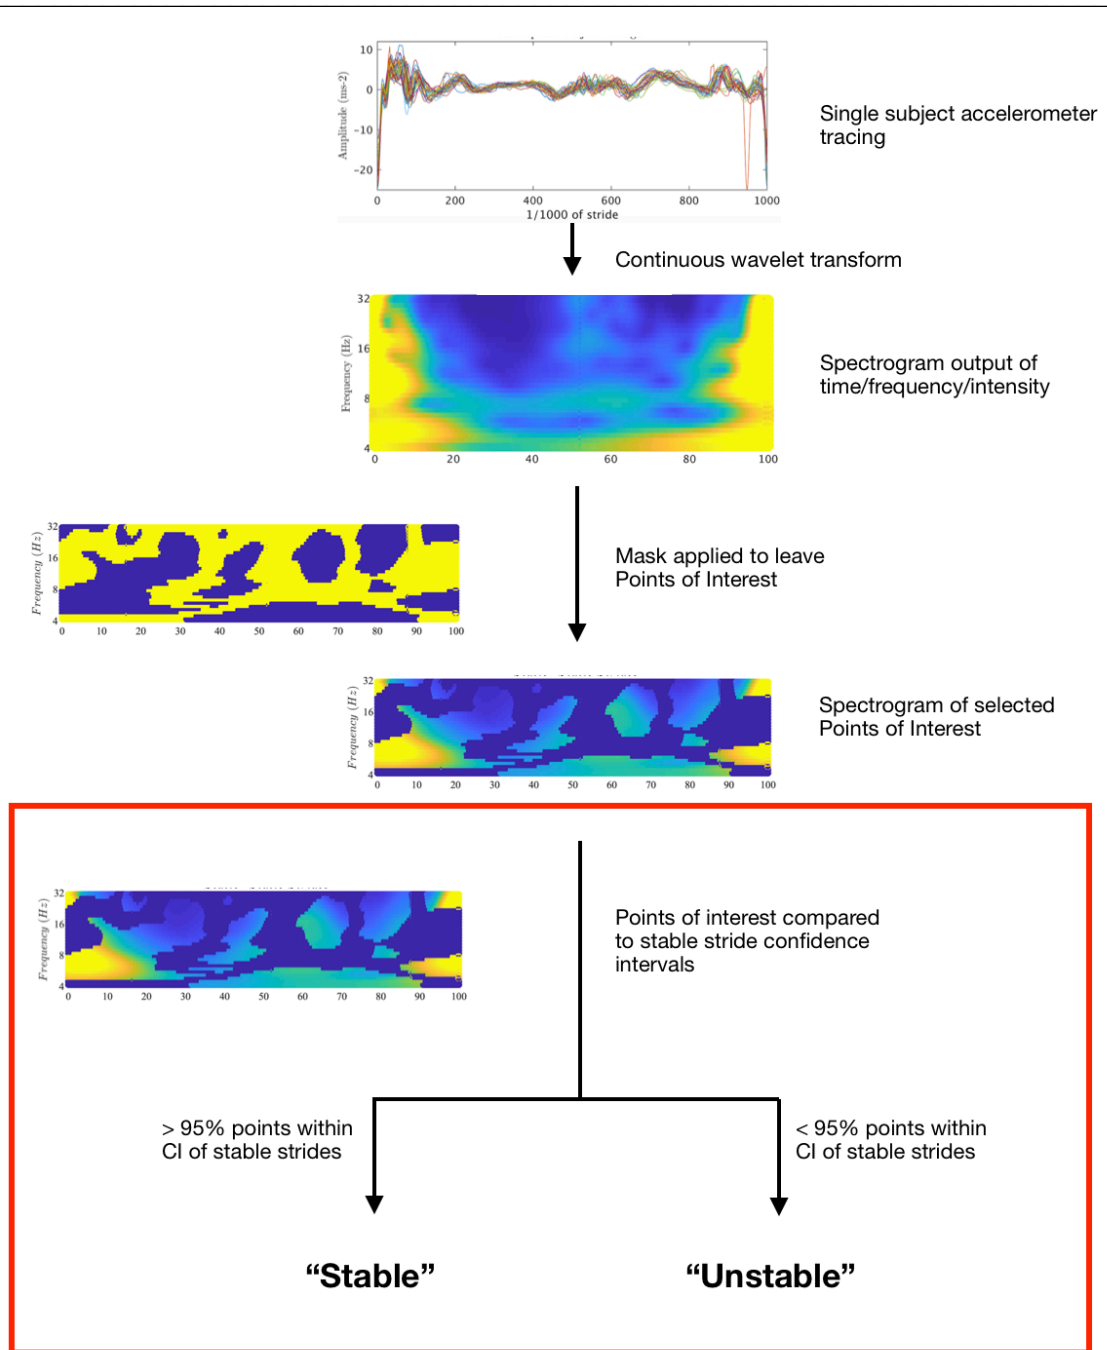 10
0
−10
−20
Amplitude (ms-2)
0 200 400 600 800 1000
1/1000 of stride
Single subject accelerometer
tracing
Continuous wavelet transform
32
16
8
4
Frequency (Hz)
0 20 40 60 80 100
Spectrogram output of
time/frequency/intensity
32
16
8
4
Frequency (Hz)
0 10 20 30 40 50 60 70 80 90 100
Mask applied to leave
Points of Interest
32
16
8
4
Frequency (Hz)
0 10 20 30 40 50 60 70 80 90 100
Spectrogram of selected
Points of Interest
32
16
8
4
Frequency (Hz)
0 10 20 30 40 50 60 70 80 90 100
Points of interest compared
to stable stride confidence
intervals
> 95% points within
CI of stable strides
< 95% points within
CI of stable strides
“Stable”
“Unstable”